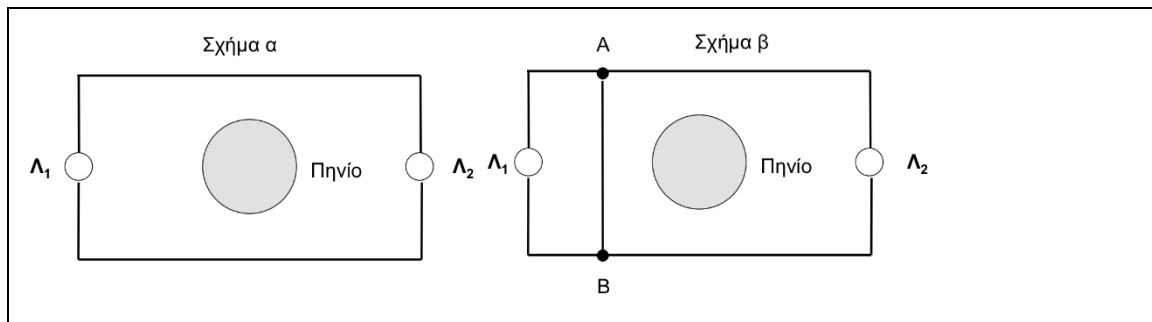 Σχήμα α
Λ₁
Πηνίο
Λ₂
Σχήμα β
Α
Λ₁
Πηνίο
Λ₂
Β